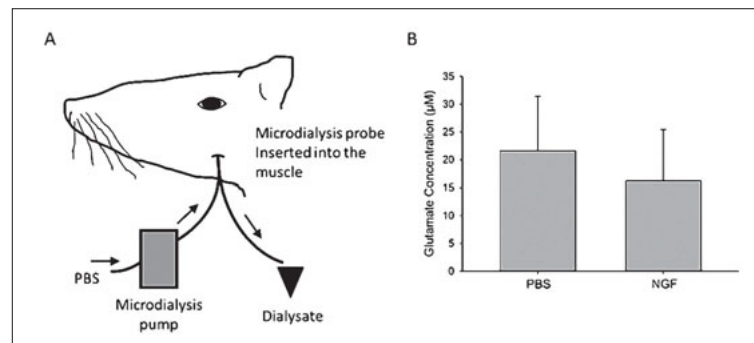 A
Microdialysis probe
Inserted into the
muscle
PBS
Microdialysis
pump
Dialysate
B
Glutamate Concentration (µM)
35
30
25
20
15
10
5
0
PBS
NGF